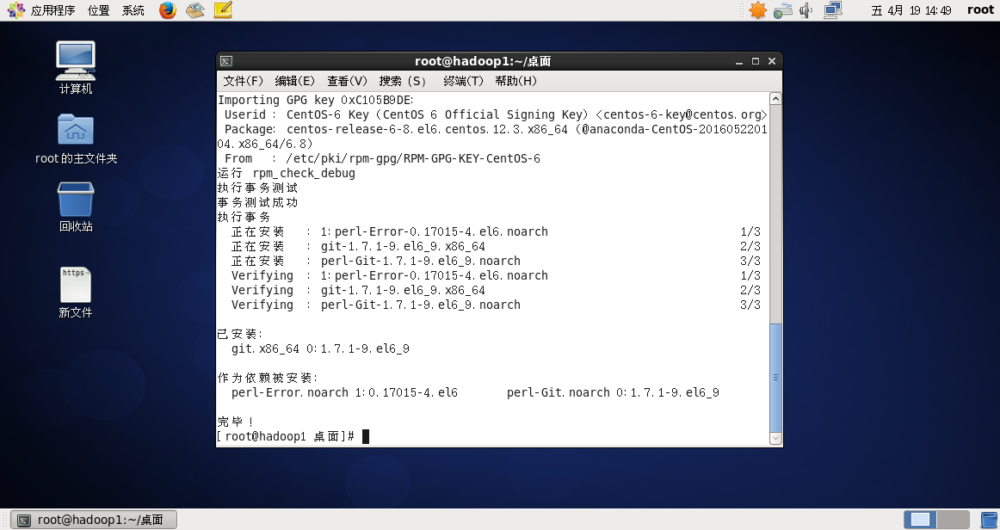 应用程序 位置 系统 五 4月 19 14:49 root
计算机
root 的主文件夹
回收站
https
新文件
root@hadoop1:~/桌面
文件(F) 编辑(E) 查看(V) 搜索 (S) 终端(T) 帮助(H)
Importing GPG key 0xC105B9DE:
Userid : CentOS-6 Key (CentOS 6 Official Signing Key) <centos-6-key@centos.org>
Package: centos-release-6-8.el6.centos.12.3.x86_64 (@anaconda-CentOS-2016052201
04.x86_64/6.8)
From : /etc/pki/rpm-gpg/RPM-GPG-KEY-CentOS-6
运行 rpm_check_debug
执行事务测试
事务测试成功
执行事务
正在安装 : 1:perl-Error-0.17015-4.el6.noarch 1/3
正在安装 : git-1.7.1-9.el6_9.x86_64 2/3
正在安装 : perl-Git-1.7.1-9.el6_9.noarch 3/3
Verifying : 1:perl-Error-0.17015-4.el6.noarch 1/3
Verifying : git-1.7.1-9.el6_9.x86_64 2/3
Verifying : perl-Git-1.7.1-9.el6_9.noarch 3/3
已安装:
git.x86_64 0:1.7.1-9.el6_9
作为依赖被安装:
perl-Error.noarch 1:0.17015-4.el6 perl-Git.noarch 0:1.7.1-9.el6_9
完毕！
[root@hadoop1 桌面]#
root@hadoop1:~/桌面